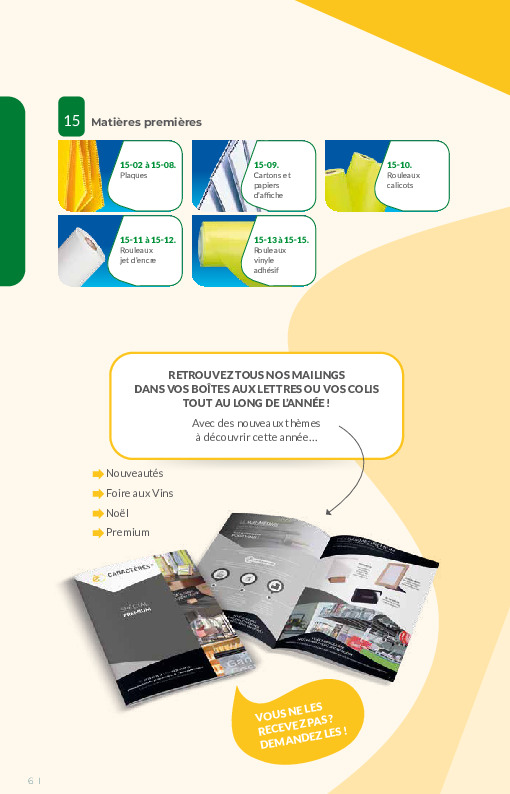 15 Matières premières
15-02 à 15-08.
Plaques
15-09.
Cartons et
papiers
d'affiche
15-10.
Rouleaux
calicots
15-11 à 15-12.
Rouleaux
jet d'encre
15-13 à 15-15.
Rouleaux
vinyle
adhésif
RETROUVEZ TOUS NOS MAILINGS
DANS VOS BOÎTES AUX LETTRES OU VOS COLIS
TOUT AU LONG DE L'ANNÉE !
Avec des nouveaux thèmes
à découvrir cette année...
Nouveautés
Foire aux Vins
Noël
Premium
CARACTÈRES
SPÉCIAL
PREMIUM
VOUS NE LES
RECEVEZ PAS ?
DEMANDEZ LES !
6 |